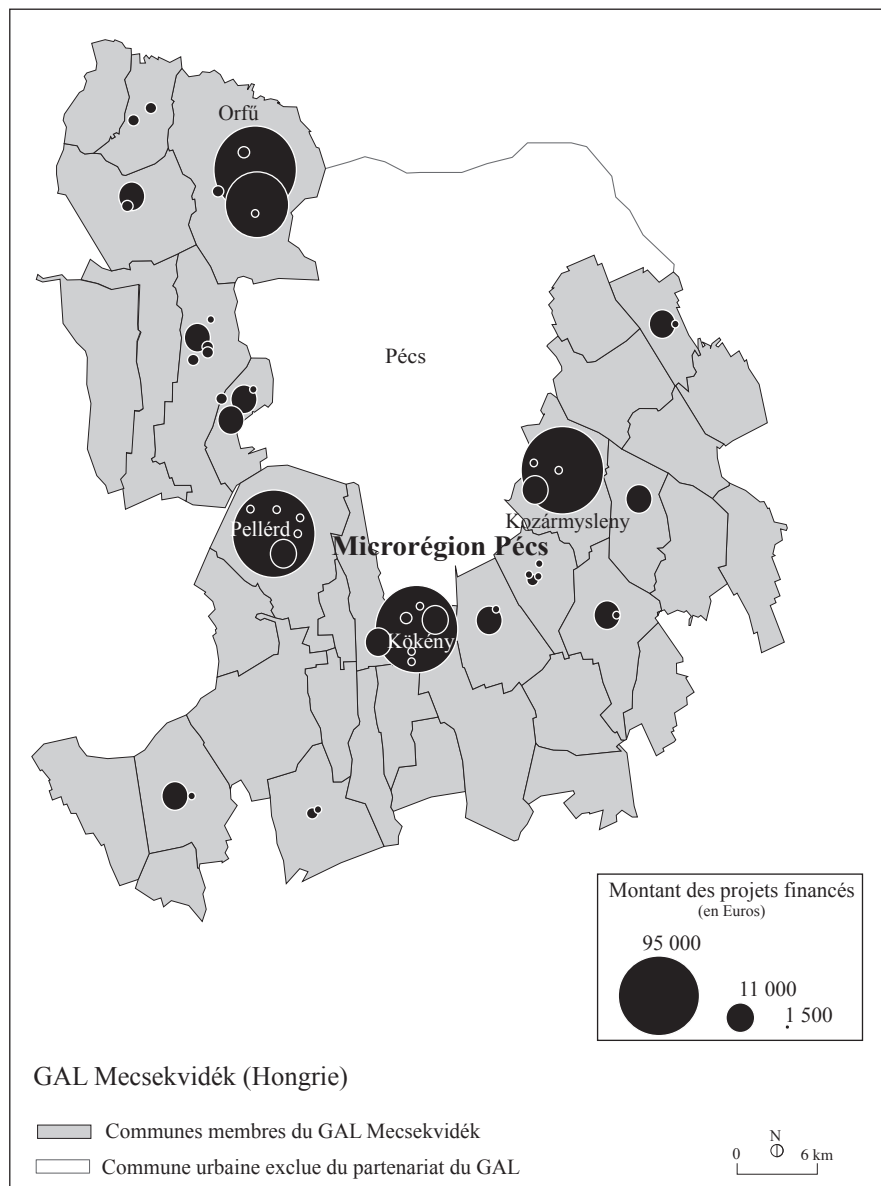 Orfű
Pécs
Kozármysleny
Pellérd
Microrégion Pécs
Kökény
Montant des projets financés
(en Euros)
95 000
11 000
1 500
GAL Mecsekvidék (Hongrie)
Communes membres du GAL Mecsekvidék
Commune urbaine exclue du partenariat du GAL
N
0 6 km